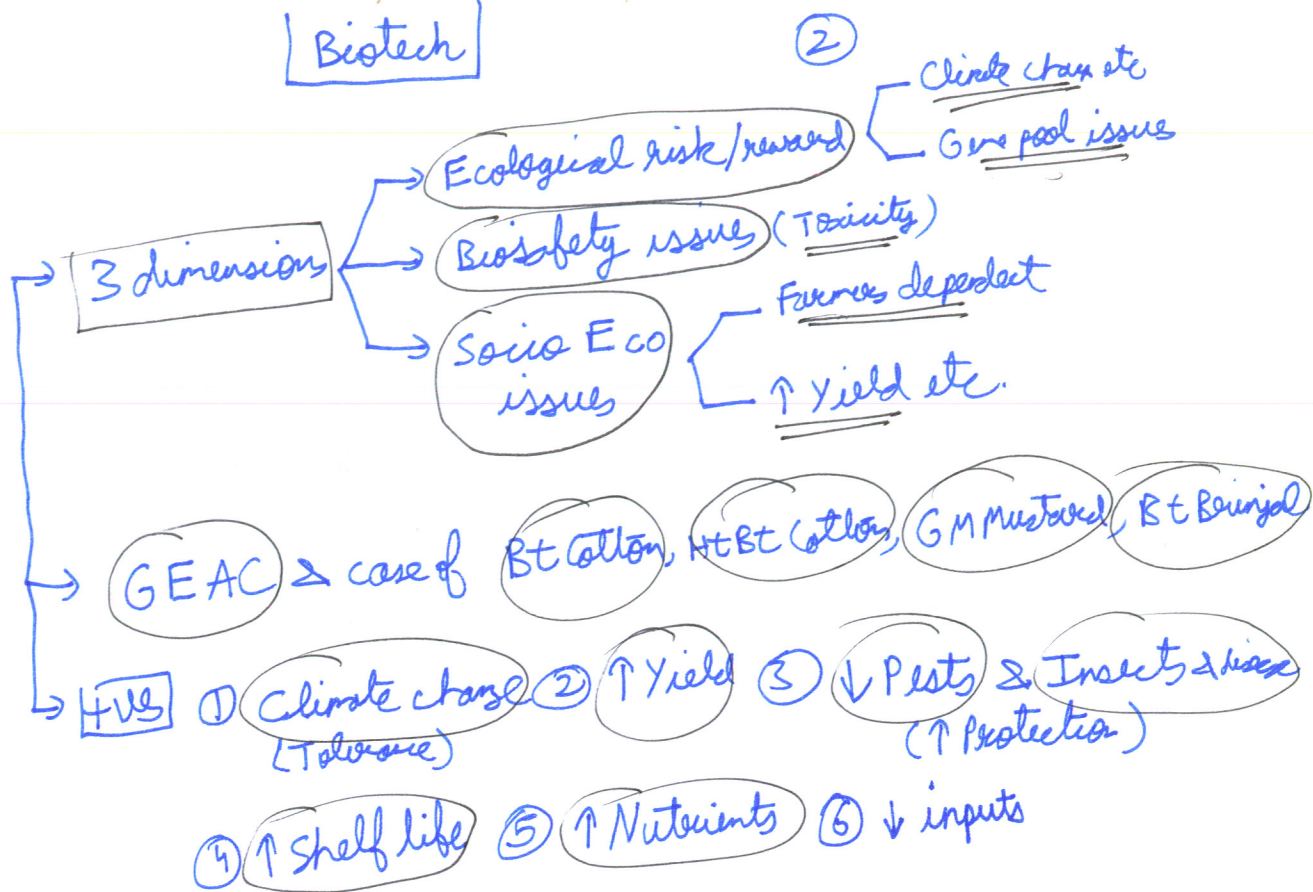 Biotech
②
Climate change etc
Ecological risk/reward
Gene pool issues
3 dimensions
Biosafety issues (Toxicity)
Farmers dependent
Socio Eco
issues
↑ Yield etc.
GEAC & case of Bt Cotton, HtBt Cotton, GM Mustard, Bt Brinjal
+ves ① Climate change ② ↑ Yield ③ ↓ Pests & Insects & disease
(Tolerance) (↑ Protection)
④ ↑ Shelf life ⑤ ↑ Nutrients ⑥ ↓ inputs